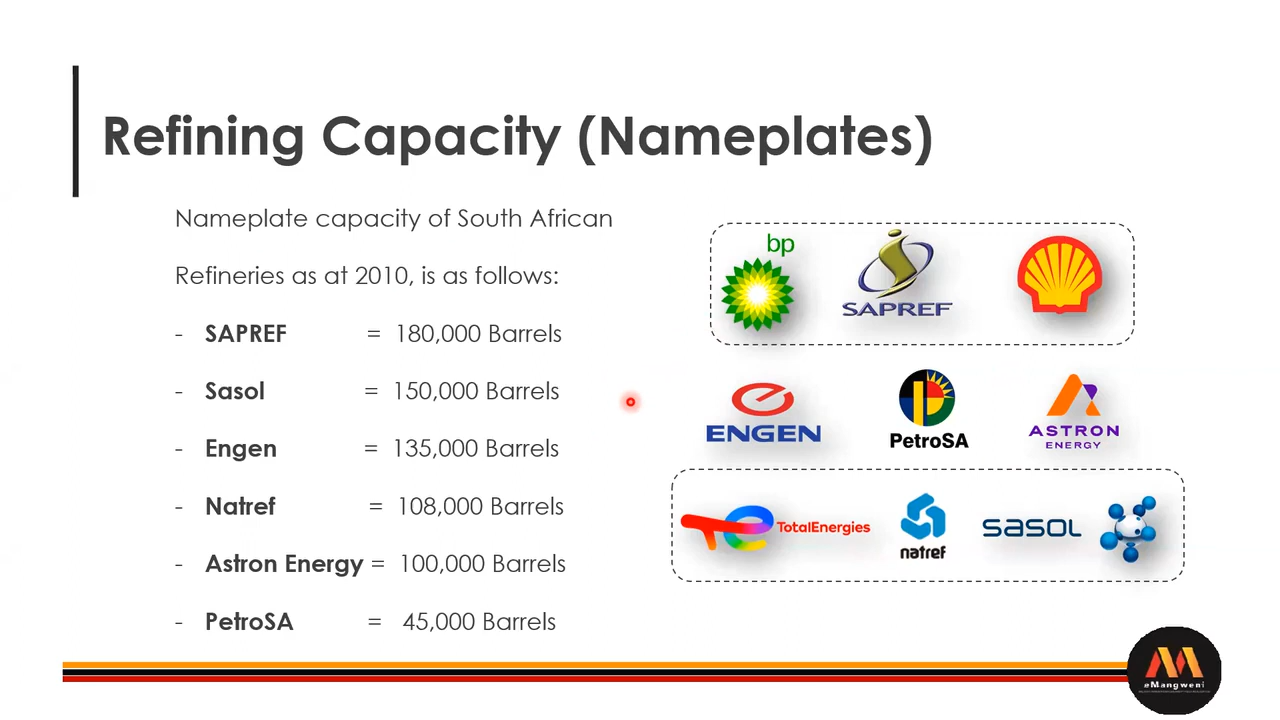 Refining Capacity (Nameplates)
Nameplate capacity of South African
Refineries as at 2010, is as follows:
- SAPREF = 180,000 Barrels
- Sasol = 150,000 Barrels
- Engen = 135,000 Barrels
- Natref = 108,000 Barrels
- Astron Energy = 100,000 Barrels
- PetroSA = 45,000 Barrels
bp
SAPREF
ENGEN
PetroSA
ASTRON
ENERGY
TotalEnergies
natref
sasol
eMangweni